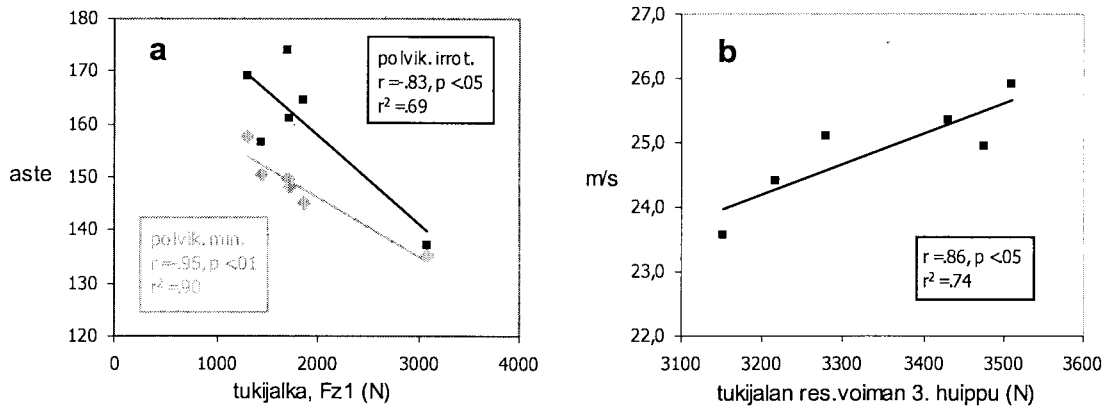 a
180
170
160
150
140
130
120
aste
0
1000
2000
3000
4000
tukijalka, Fz1 (N)
polvik. irrot.
r =-.83, p <.05
r² =.69
polvik. min.
r =-.95, p <.01
r² =.90
b
27,0
26,0
25,0
24,0
23,0
22,0
m/s
3100
3200
3300
3400
3500
3600
tukijalan res.voiman 3. huippu (N)
r =.86, p <.05
r² =.74